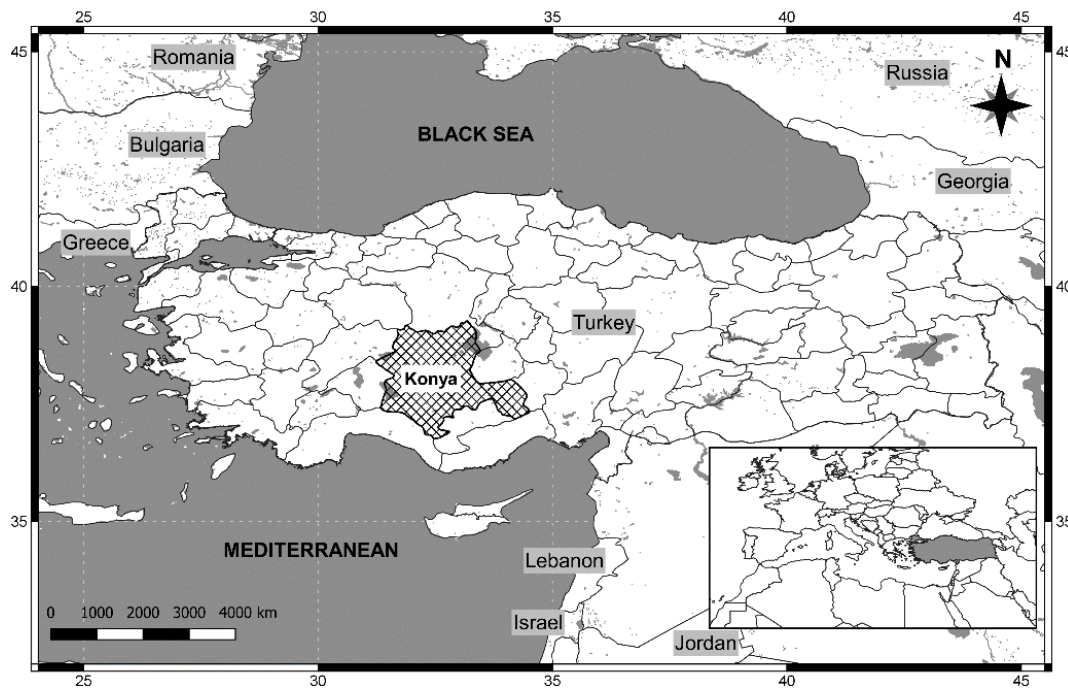 25 30 35 40 45
45 45
Romania
Russia
N
BLACK SEA
Bulgaria
Georgia
Greece
40 40
Turkey
Konya
35 35
MEDITERRANEAN
Lebanon
0 1000 2000 3000 4000 km
Israel
Jordan
25 30 35 40 45